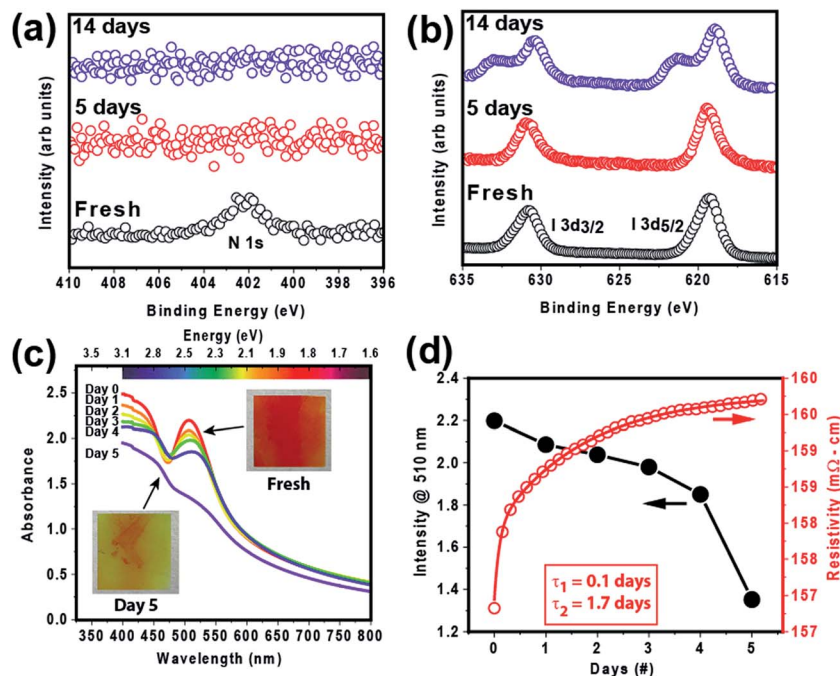 (a)
14 days
5 days
Fresh
N 1s
Intensity (arb units)
410 408 406 404 402 400 398 396
Binding Energy (eV)
(b)
14 days
5 days
Fresh
I 3d3/2
I 3d5/2
Intensity (arb units)
635 630 625 620 615
Binding Energy (eV)
(c)
Energy (eV)
3.5 3.1 2.8 2.5 2.3 2.1 1.9 1.8 1.7 1.6
2.5
2.0
1.5
1.0
0.5
0.0
Absorbance
Day 0
Day 1
Day 2
Day 3
Day 4
Day 5
Fresh
Day 5
350 400 450 500 550 600 650 700 750 800
Wavelength (nm)
(d)
2.4
2.2
2.0
1.8
1.6
1.4
1.2
Intensity @ 510 nm
160
160
159
159
158
158
157
157
Resistivity (mΩ - cm)
τ1 = 0.1 days
τ2 = 1.7 days
0 1 2 3 4 5
Days (#)